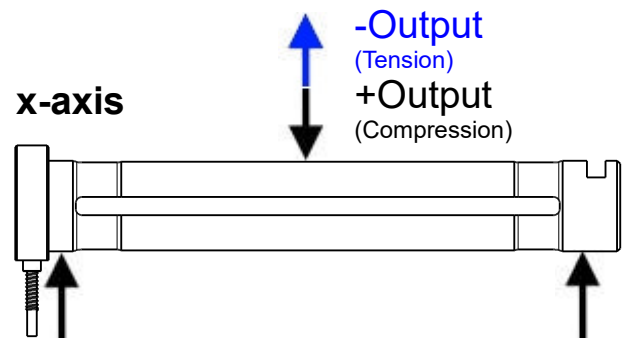 -Output
(Tension)
x-axis
+Output
(Compression)